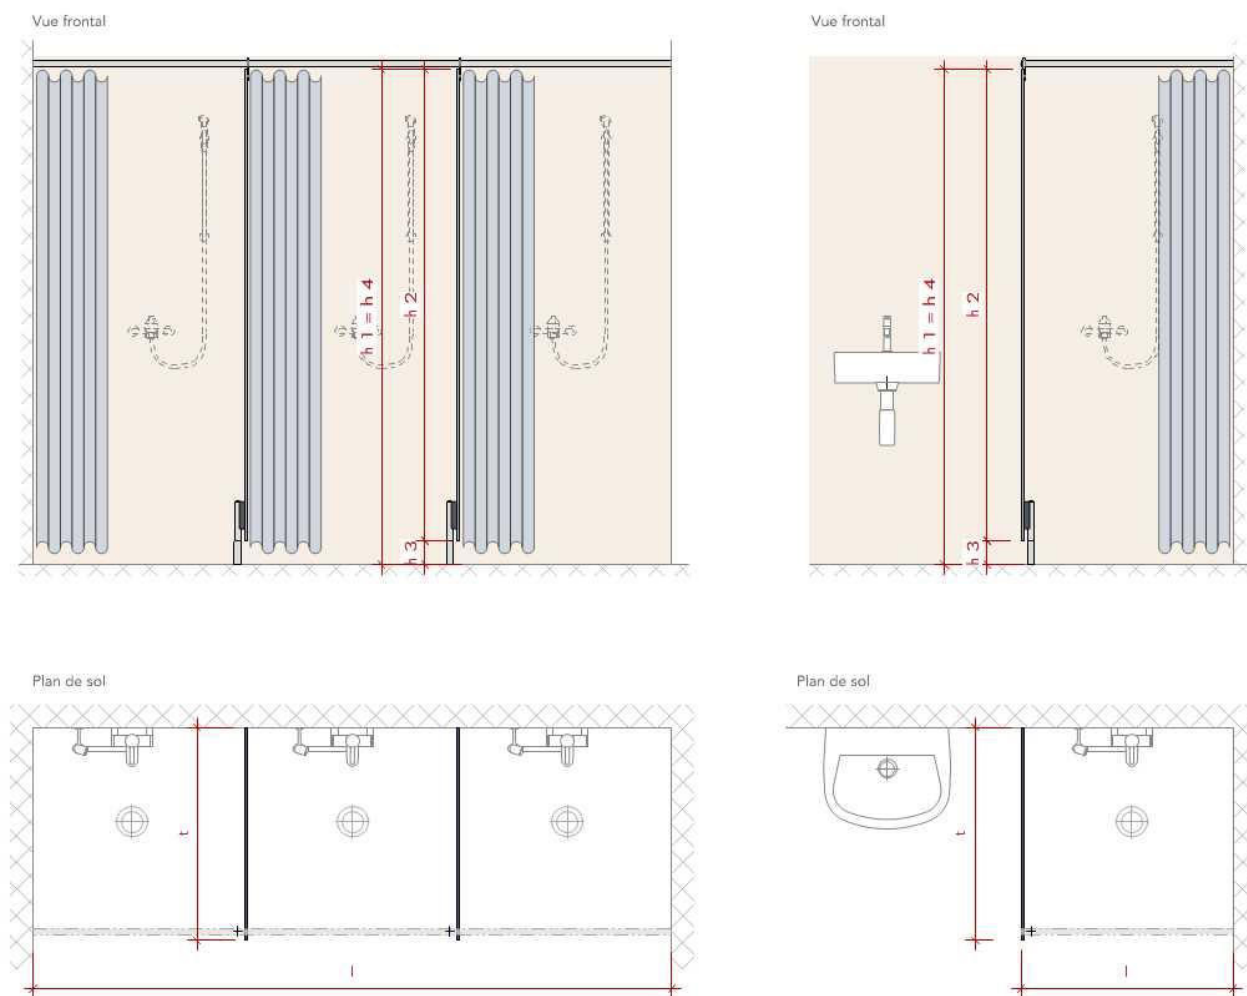 Vue frontal
Vue frontal
h 1 = h 4
h 2
h 3
h 1 = h 4
h 2
h 3
Plan de sol
Plan de sol
t
t
l
l